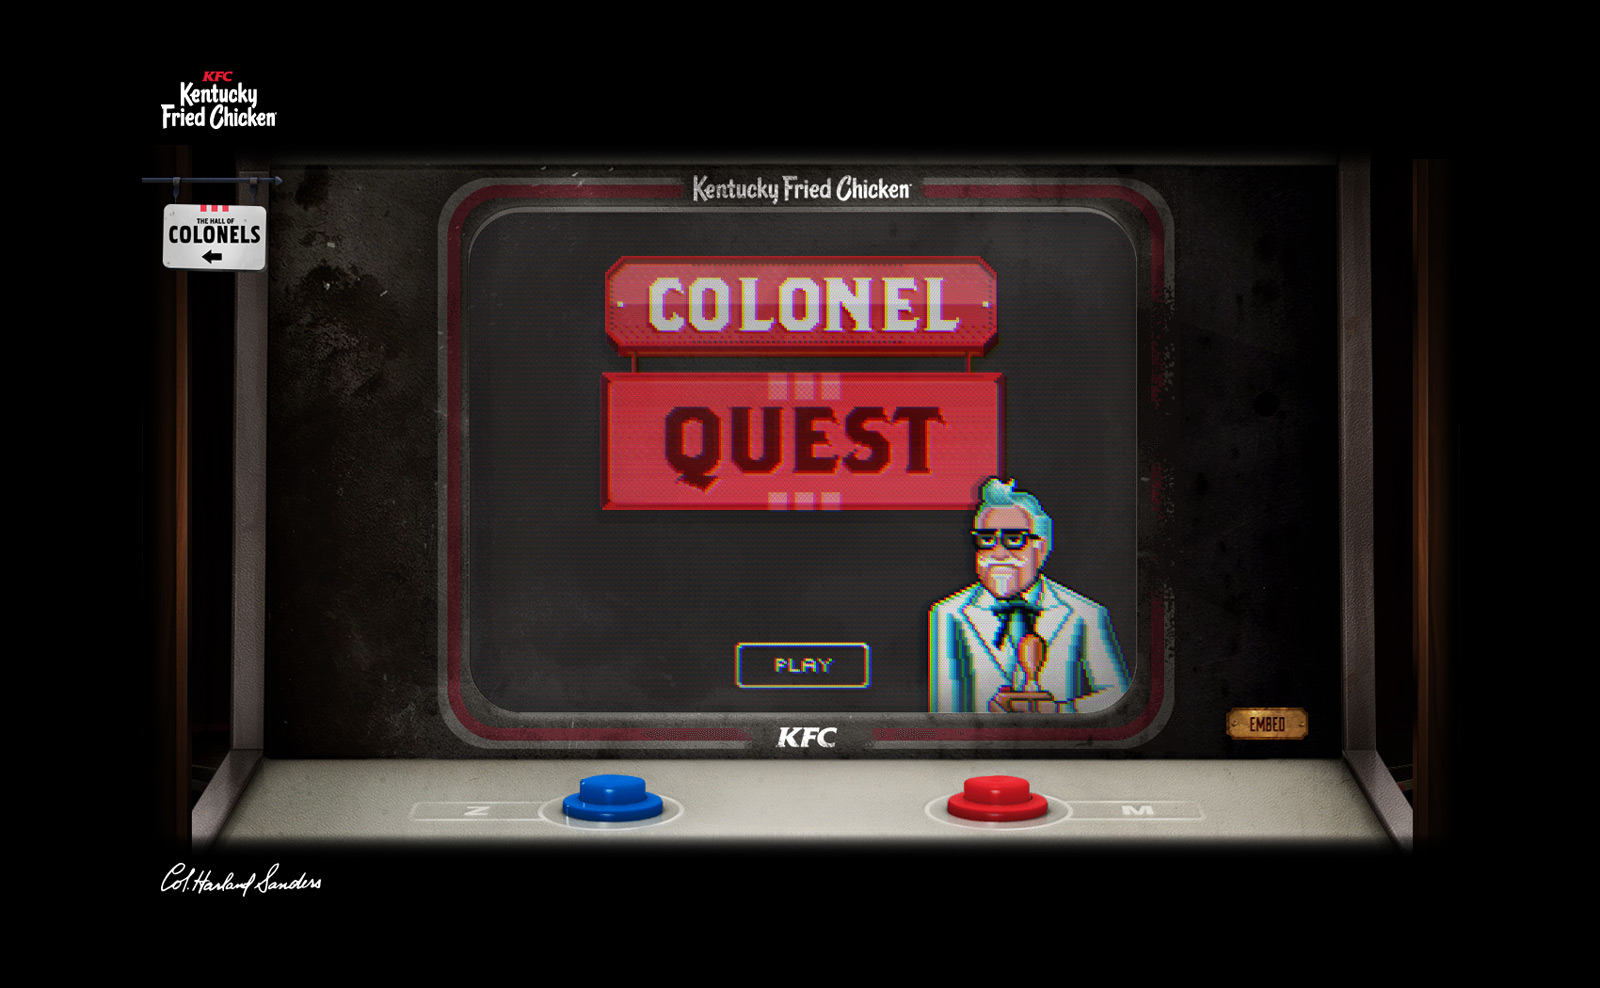 KFC
Kentucky
Fried Chicken
THE HALL OF
COLONELS
Kentucky Fried Chicken
COLONEL
QUEST
PLAY
KFC
EMBED
Z
M
Col. Harland Sanders